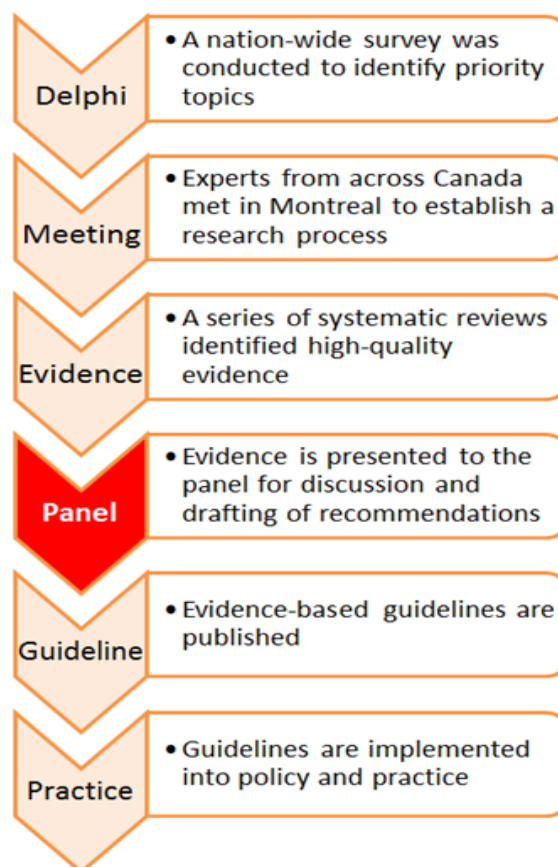 Delphi
• A nation-wide survey was
conducted to identify priority
topics
Meeting
• Experts from across Canada
met in Montreal to establish a
research process
Evidence
• A series of systematic reviews
identified high-quality
evidence
Panel
• Evidence is presented to the
panel for discussion and
drafting of recommendations
Guideline
• Evidence-based guidelines are
published
Practice
• Guidelines are implemented
into policy and practice